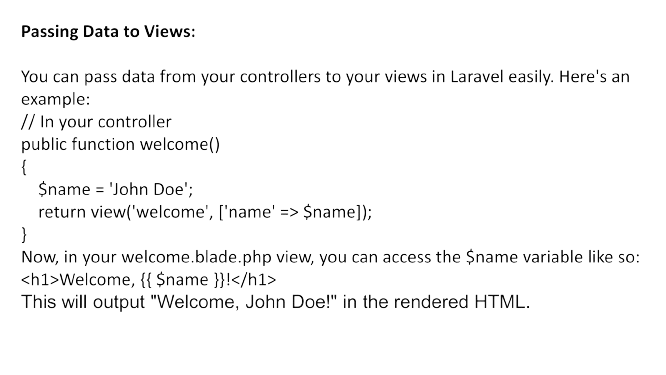 Passing Data to Views:
You can pass data from your controllers to your views in Laravel easily. Here's an
example:
// In your controller
public function welcome()
{
    $name = 'John Doe';
    return view('welcome', ['name' => $name]);
}
Now, in your welcome.blade.php view, you can access the $name variable like so:
<h1>Welcome, {{ $name }}!</h1>
This will output "Welcome, John Doe!" in the rendered HTML.